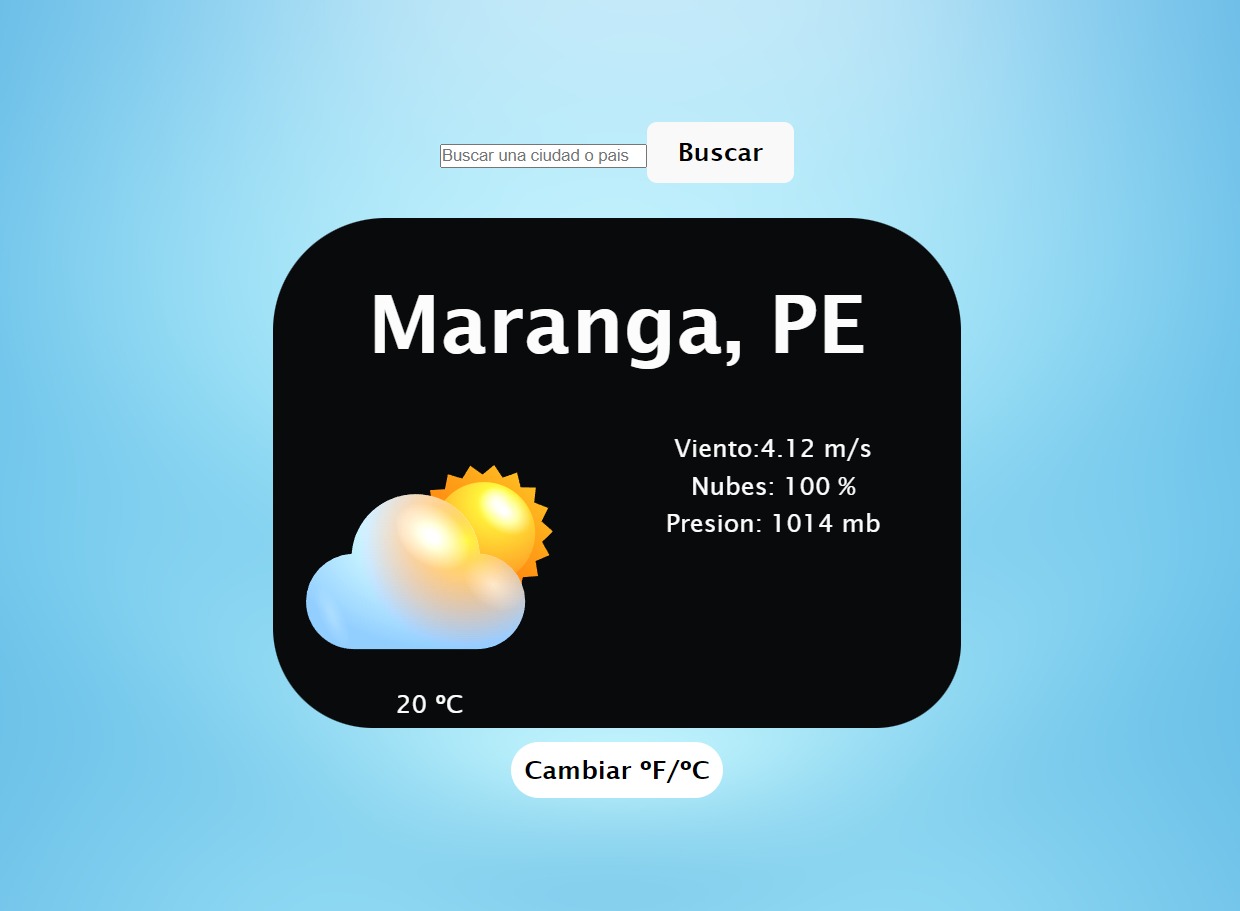 Buscar una ciudad o pais
Buscar
Maranga, PE
Viento:4.12 m/s
Nubes: 100 %
Presion: 1014 mb
20 ºC
Cambiar ºF/ºC